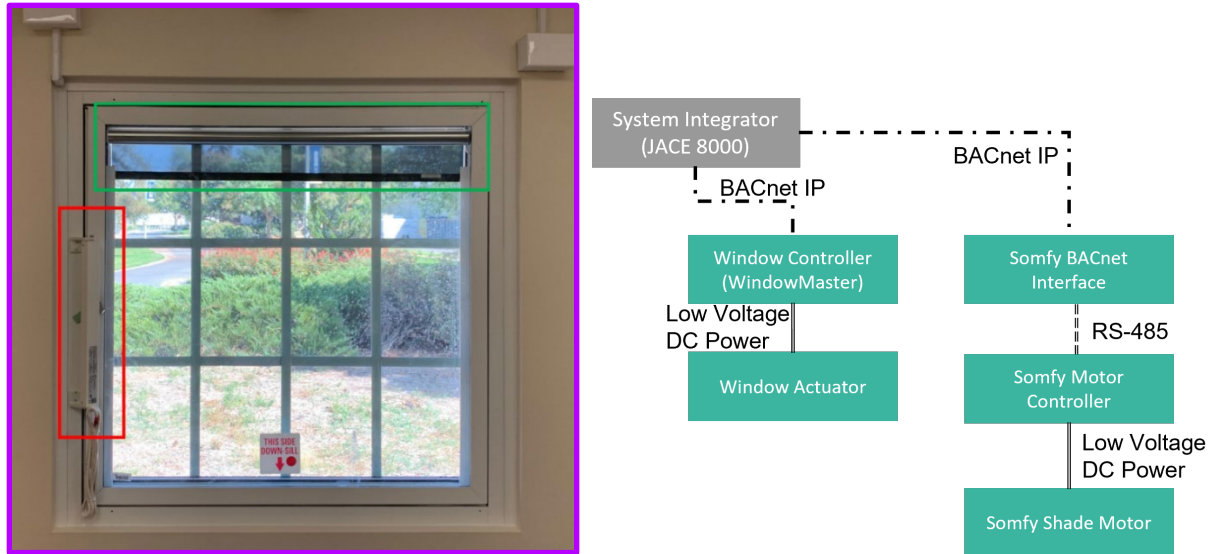 System Integrator
(JACE 8000)
BACnet IP
BACnet IP
Window Controller
(WindowMaster)
Somfy BACnet
Interface
Low Voltage
DC Power
RS-485
Window Actuator
Somfy Motor
Controller
Low Voltage
DC Power
Somfy Shade Motor
THIS SIDE
DOWN-SILL